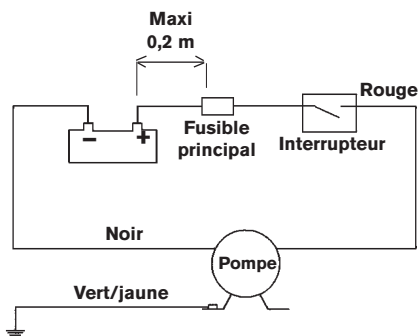 Maxi
0,2 m
Rouge
- +
Fusible
principal
Interrupteur
Noir
Pompe
Vert/jaune